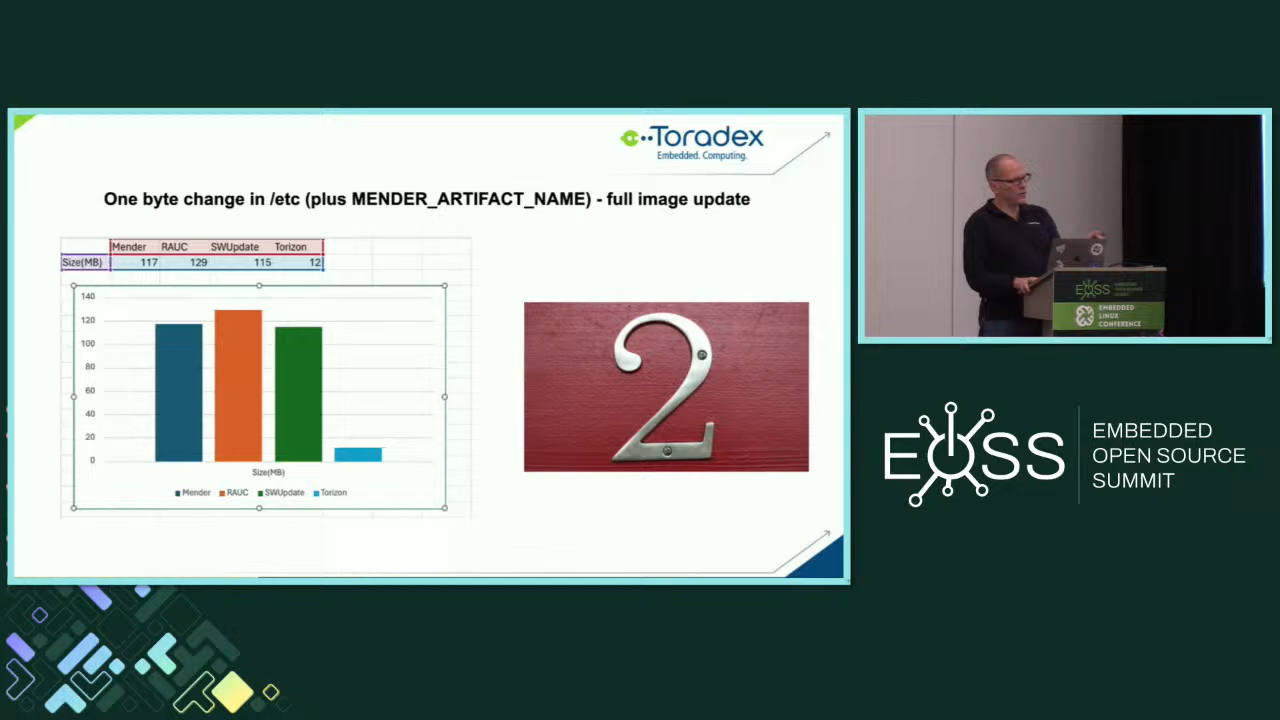 Toradex
Embedded. Computing.
One byte change in /etc (plus MENDER_ARTIFACT_NAME) - full image update
Mender RAUC SWUpdate Torizon
Size(MB) 117 129 115 12
140
120
100
80
60
40
20
0
Size(MB)
Mender RAUC SWUpdate Torizon
2
EOSS
EMBEDDED
LINUX
CONFERENCE
EOSS
EMBEDDED
OPEN SOURCE
SUMMIT